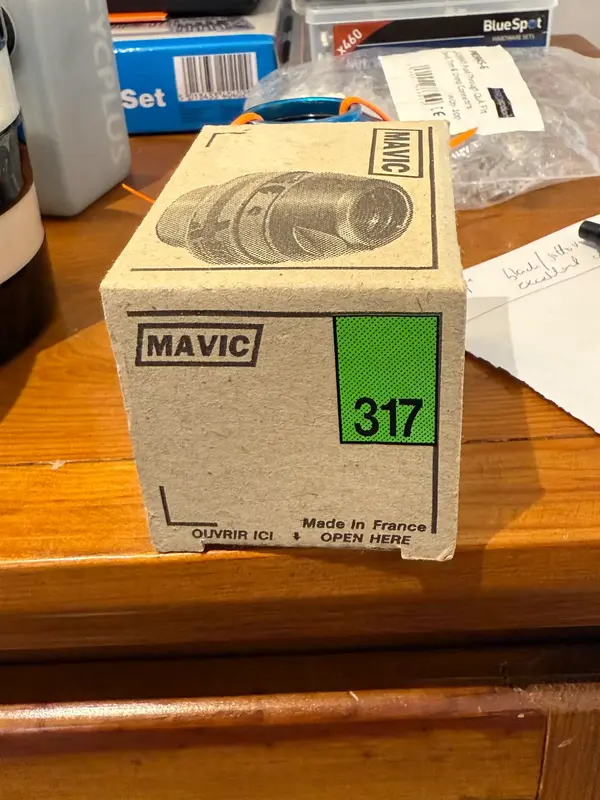 BlueSpot
HARDWARE SETS
x460
Set
MAVIC
MAVIC
317
Made In France
OUVRIR ICI
OPEN HERE